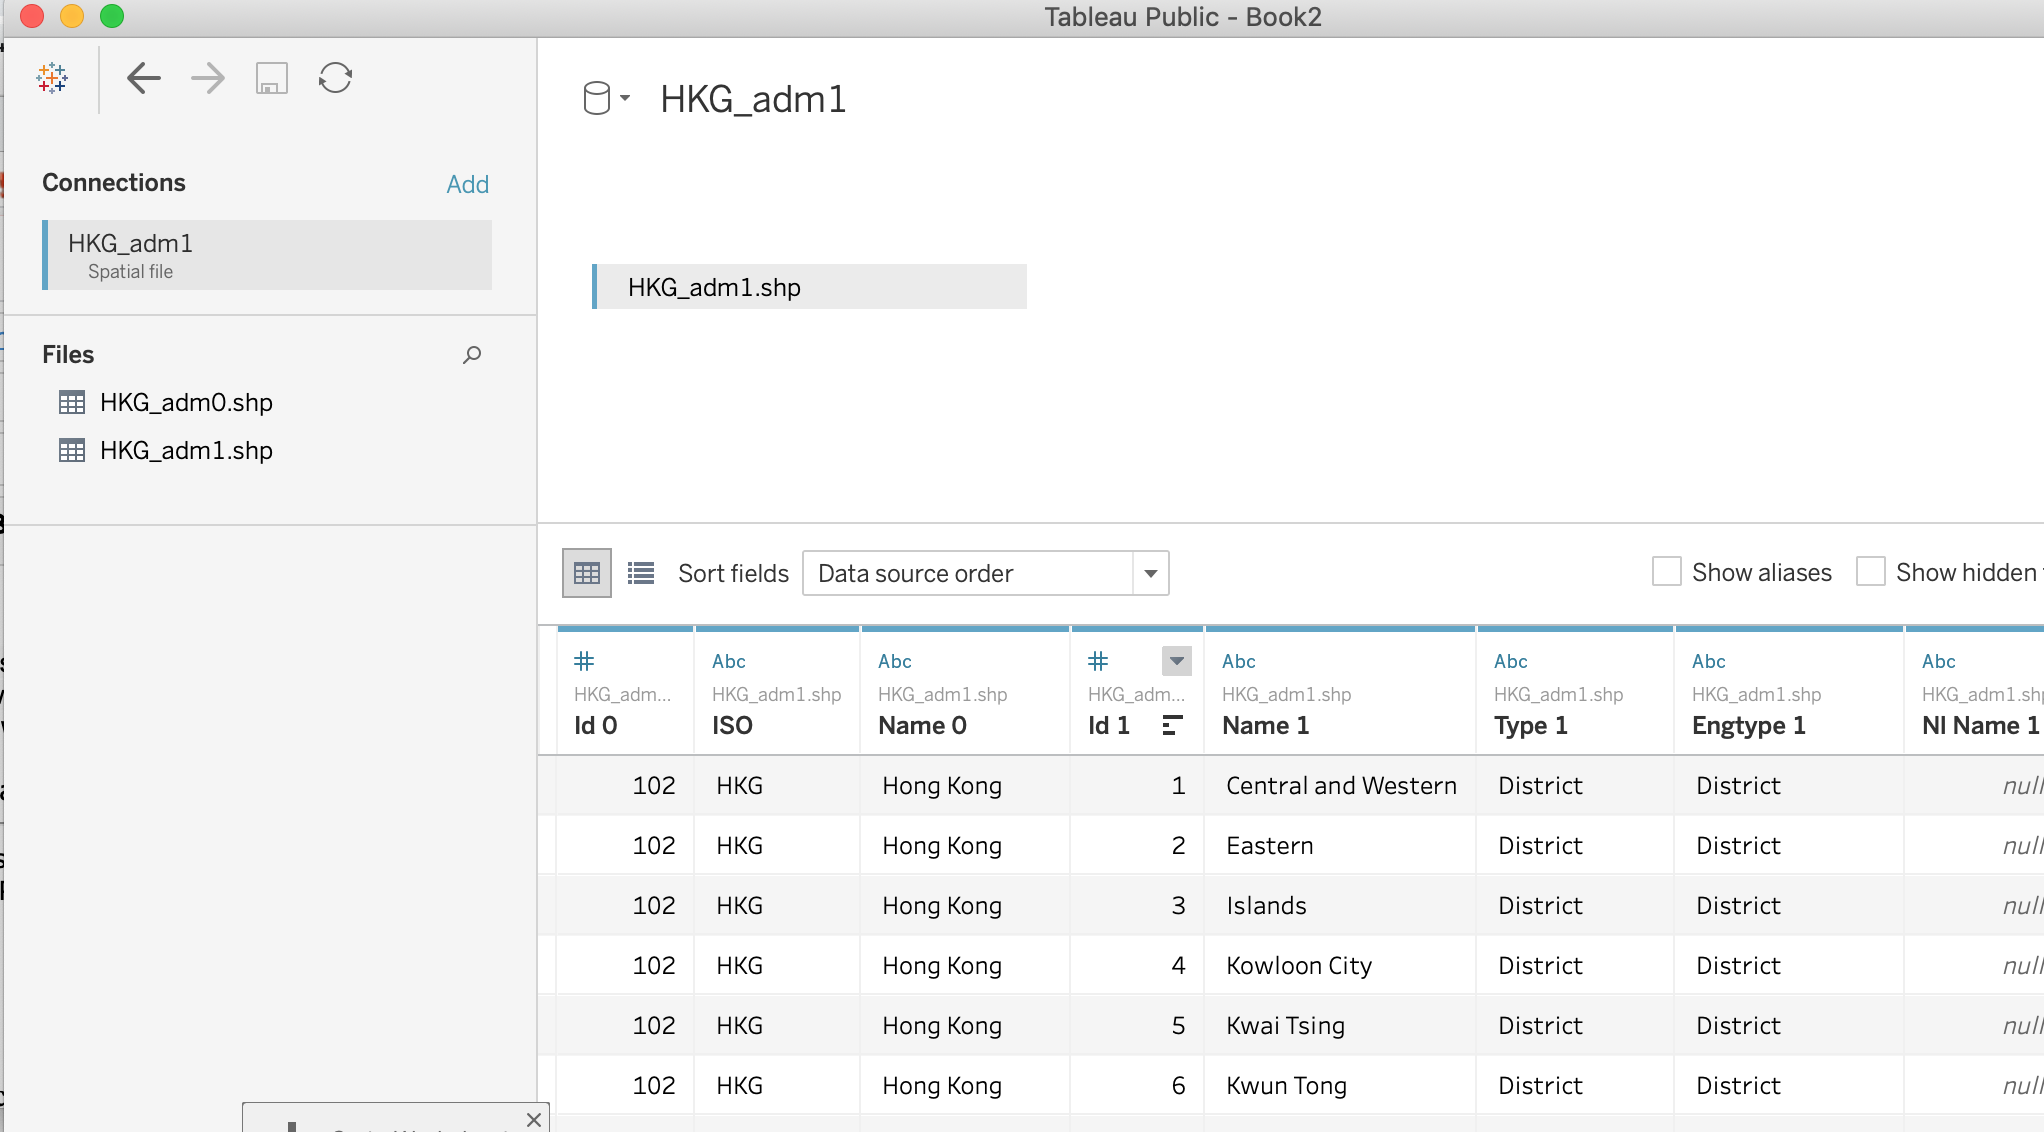 Tableau Public - Book2
HKG_adm1
Connections
Add
HKG_adm1
Spatial file
HKG_adm1.shp
Files
HKG_adm0.shp
HKG_adm1.shp
Sort fields
Data source order
Show aliases
Show hidden
# Abc Abc # Abc Abc Abc Abc
HKG_adm... HKG_adm1.shp HKG_adm1.shp HKG_adm... HKG_adm1.shp HKG_adm1.shp HKG_adm1.shp HKG_adm1.shp
Id 0 ISO Name 0 Id 1 Name 1 Type 1 Engtype 1 Nl Name 1
102 HKG Hong Kong 1 Central and Western District District null
102 HKG Hong Kong 2 Eastern District District null
102 HKG Hong Kong 3 Islands District District null
102 HKG Hong Kong 4 Kowloon City District District null
102 HKG Hong Kong 5 Kwai Tsing District District null
102 HKG Hong Kong 6 Kwun Tong District District null